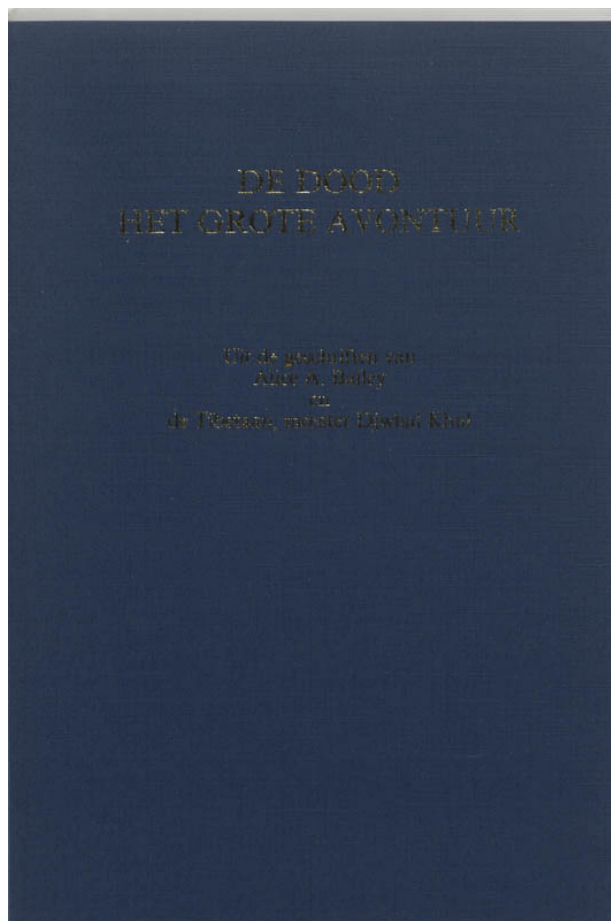 DE DOOD
HET GROTE AVONTUUR
Uit de geschriften van
Alice A. Bailey
en
de Tibetaan, meester Djwhal Khul